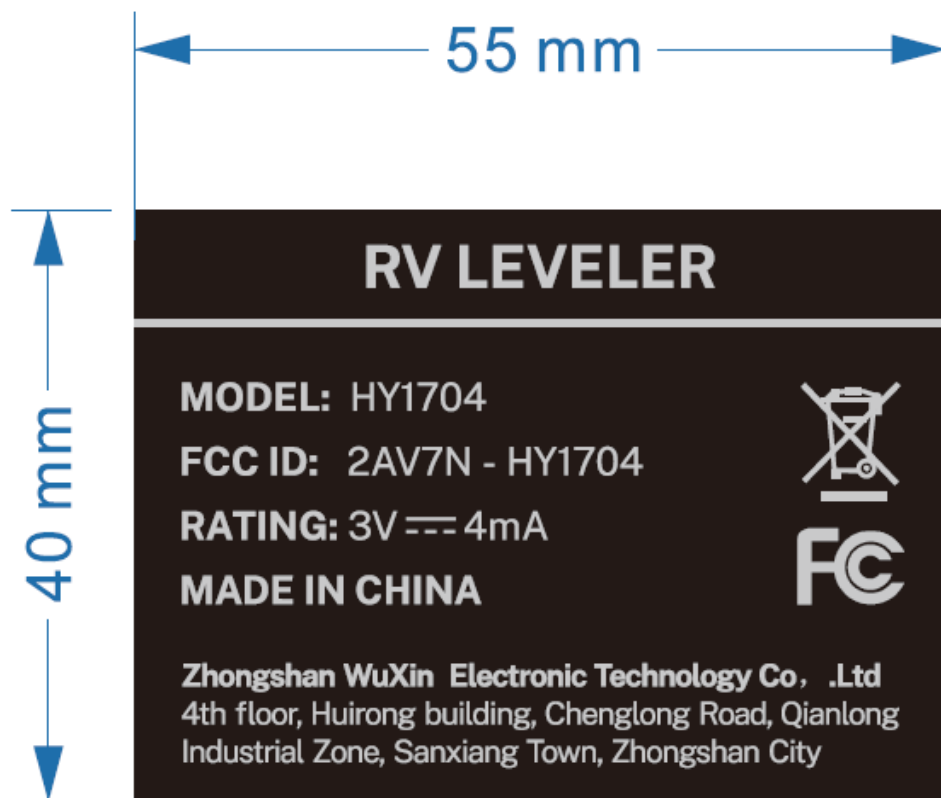 55 mm
40 mm
RV LEVELER
MODEL: HY1704
FCC ID: 2AV7N - HY1704
RATING: 3V⎓4mA
MADE IN CHINA
FC
Zhongshan WuXin Electronic Technology Co，.Ltd
4th floor, Huirong building, Chenglong Road, Qianlong
Industrial Zone, Sanxiang Town, Zhongshan City